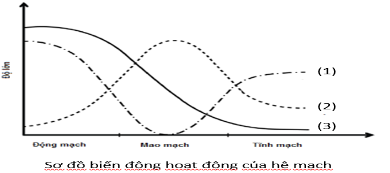 Độ lớn
(1)
(2)
(3)
Động mạch Mao mạch Tĩnh mạch
Sơ đồ biến động hoạt động của hệ mạch